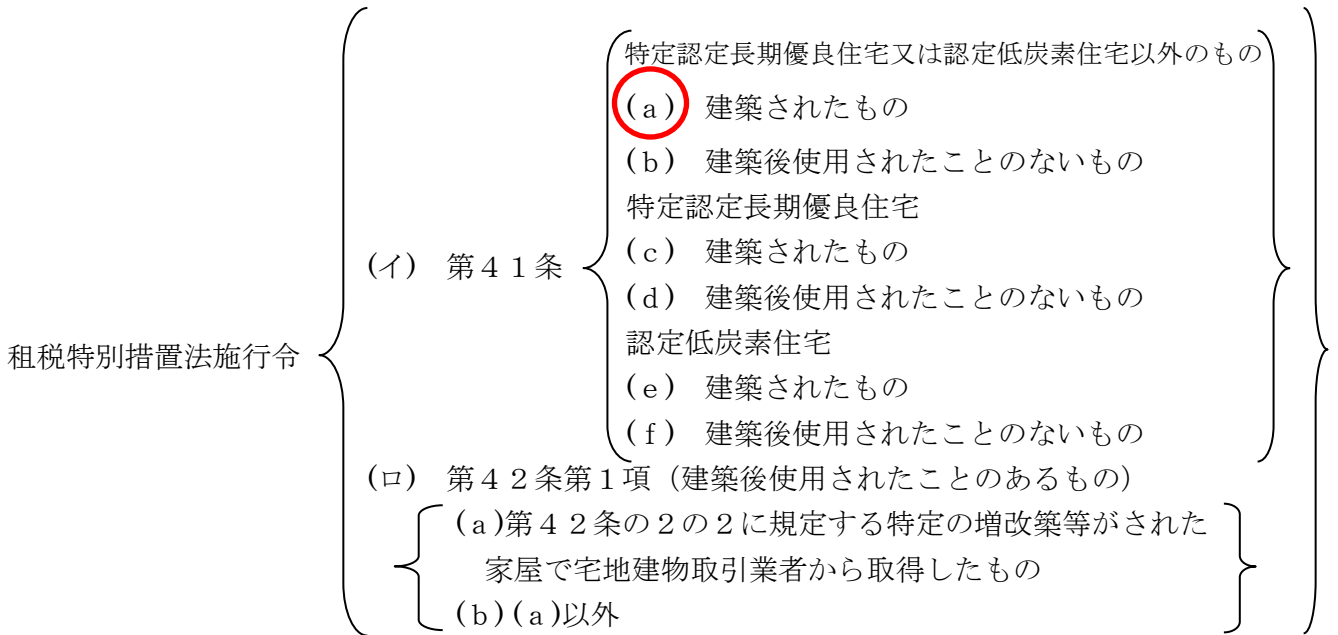 特定認定長期優良住宅又は認定低炭素住宅以外のもの
(a) 建築されたもの
(b) 建築後使用されたことのないもの
特定認定長期優良住宅
(イ) 第41条
(c) 建築されたもの
(d) 建築後使用されたことのないもの
認定低炭素住宅
租税特別措置法施行令
(e) 建築されたもの
(f) 建築後使用されたことのないもの
(ロ) 第42条第1項(建築後使用されたことのあるもの)
(a)第42条の2の2に規定する特定の増改築等がされた
家屋で宅地建物取引業者から取得したもの
(b)(a)以外